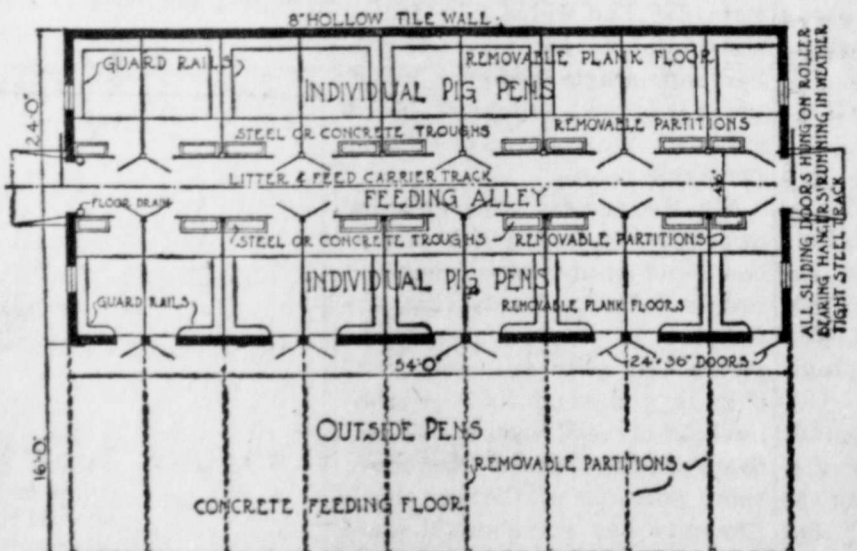 8" HOLLOW TILE WALL
GUARD RAILS
REMOVABLE PLANK FLOOR
INDIVIDUAL PIG PENS
24'-0"
STEEL OR CONCRETE TROUGHS
REMOVABLE PARTITIONS
LITTER & FEED CARRIER TRACK
FEEDING ALLEY
FLOOR DRAIN
STEEL OR CONCRETE TROUGHS
REMOVABLE PARTITIONS
INDIVIDUAL PIG PENS
GUARD RAILS
REMOVABLE PLANK FLOORS
54'-0"
24" x 36" DOORS
OUTSIDE PENS
16'-0"
REMOVABLE PARTITIONS
CONCRETE FEEDING FLOOR
ALL SLIDING DOORS HUNG ON ROLLER
BEARING HANGERS RUNNING IN WEATHER
TIGHT STEEL TRACK